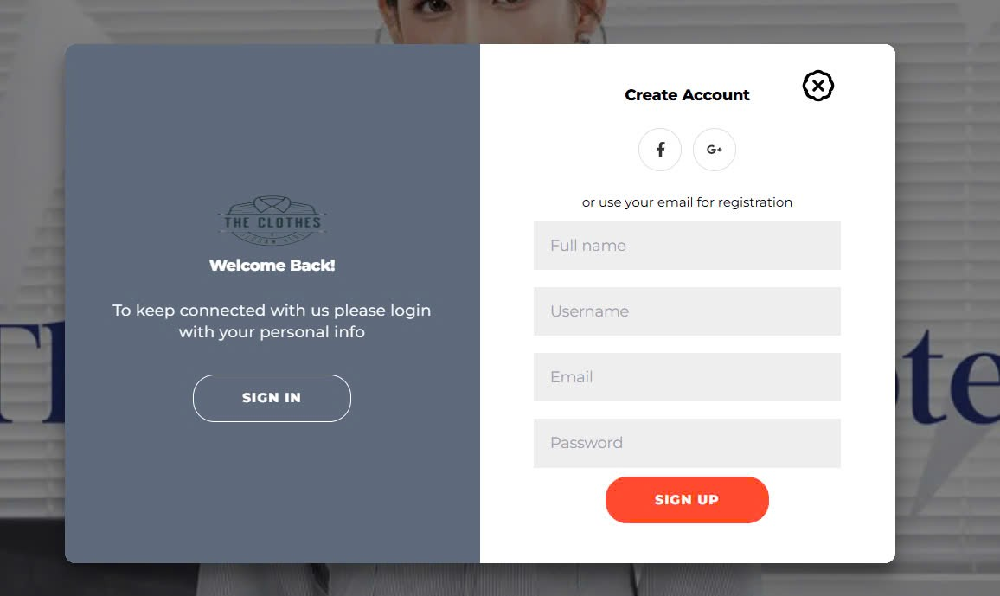 THE CLOTHES
Welcome Back!
To keep connected with us please login
with your personal info
SIGN IN
Create Account
f
G+
or use your email for registration
Full name
Username
Email
Password
SIGN UP